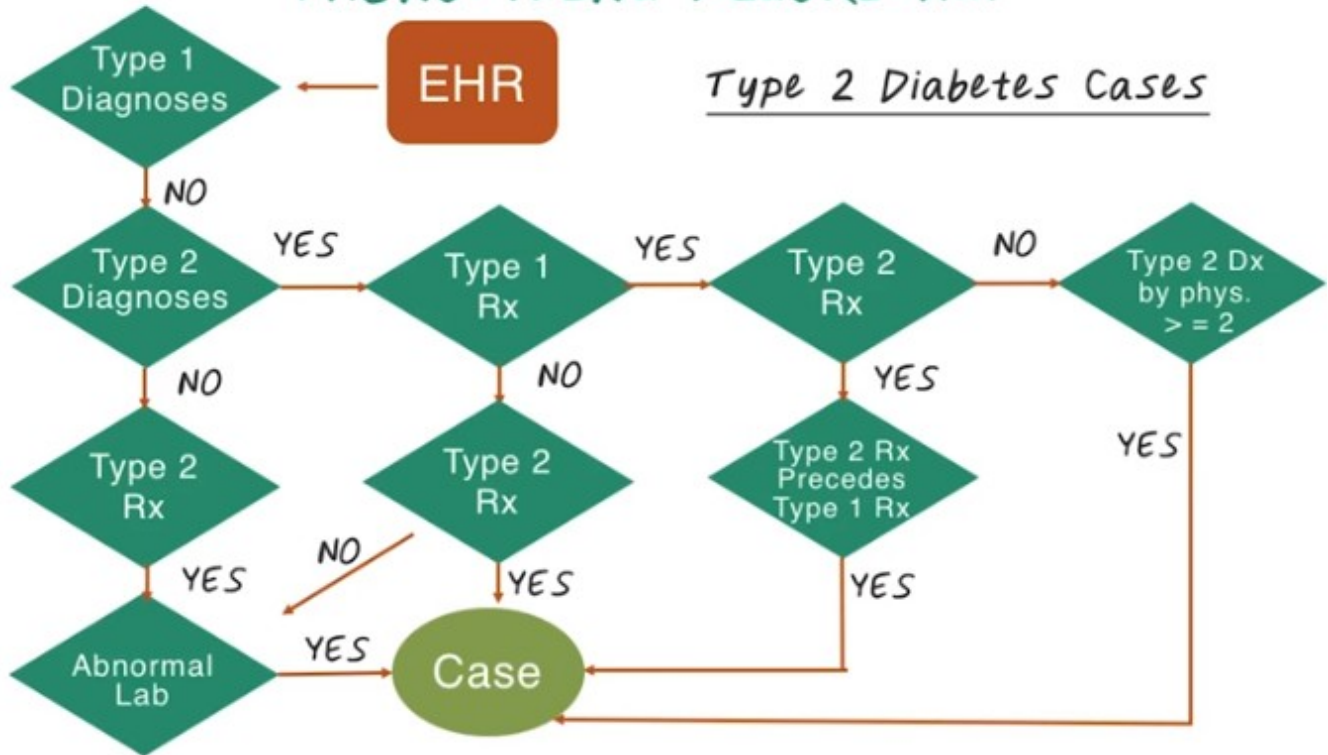 Type 1
Diagnoses
EHR
Type 2 Diabetes Cases
NO
Type 2
Diagnoses
YES
Type 1
Rx
YES
Type 2
Rx
NO
Type 2 Dx
by phys.
> = 2
NO
NO
YES
YES
Type 2
Rx
Type 2
Rx
Type 2 Rx
Precedes
Type 1 Rx
YES
NO
YES
YES
Abnormal
Lab
YES
Case